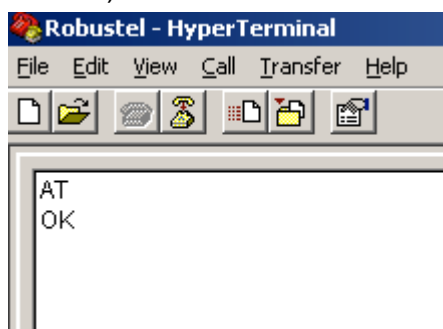 Robustel - HyperTerminal
File Edit View Call Transfer Help
AT
OK